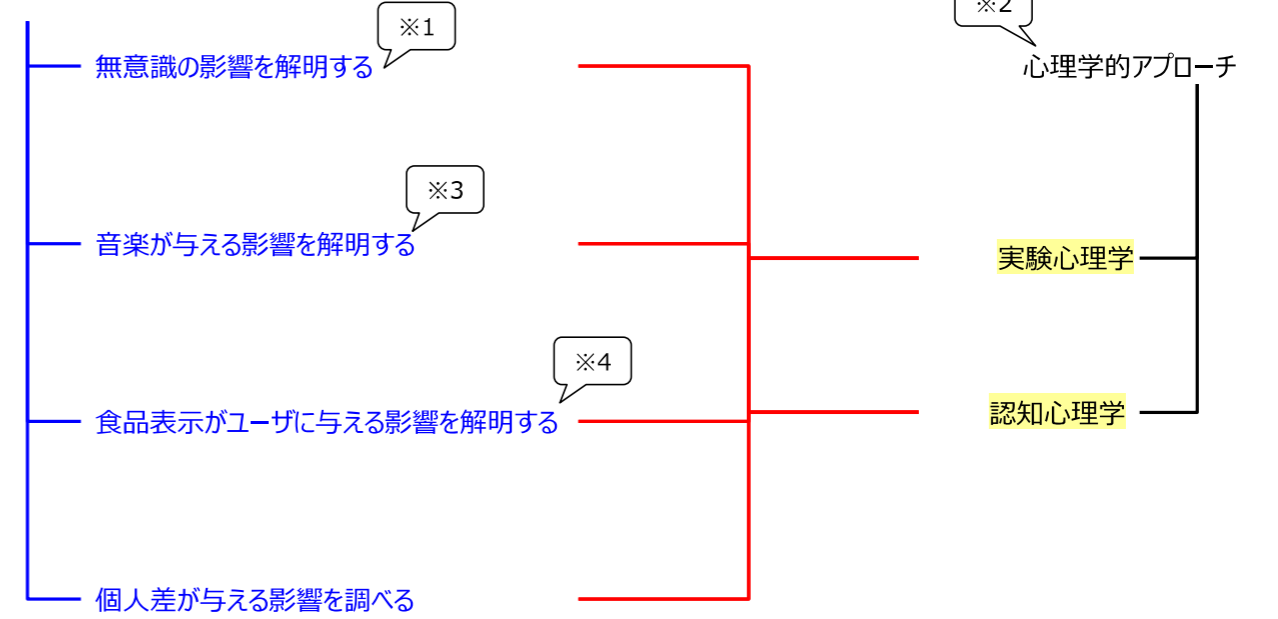 ※1
※2
無意識の影響を解明する
心理学的アプローチ
※3
音楽が与える影響を解明する
実験心理学
※4
食品表示がユーザに与える影響を解明する
認知心理学
個人差が与える影響を調べる